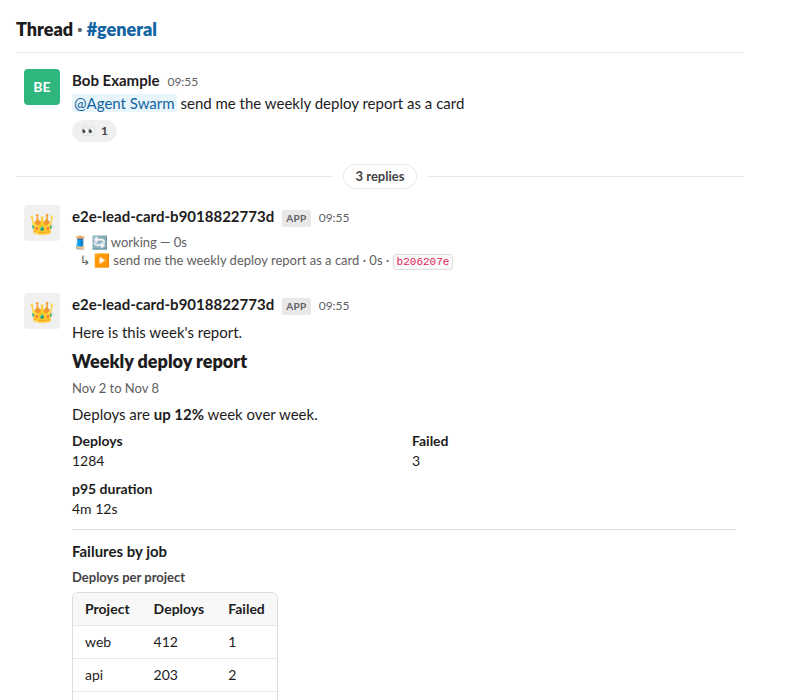 Thread • #general
BE
Bob Example 09:55
@Agent Swarm send me the weekly deploy report as a card
👀 1
3 replies
e2e-lead-card-b9018822773d APP 09:55
🧵 🔄 working — 0s
↳ ▶️ send me the weekly deploy report as a card · 0s · b206207e
e2e-lead-card-b9018822773d APP 09:55
Here is this week's report.
Weekly deploy report
Nov 2 to Nov 8
Deploys are up 12% week over week.
Deploys Failed
1284 3
p95 duration
4m 12s
Failures by job
Deploys per project
Project Deploys Failed
web 412 1
api 203 2